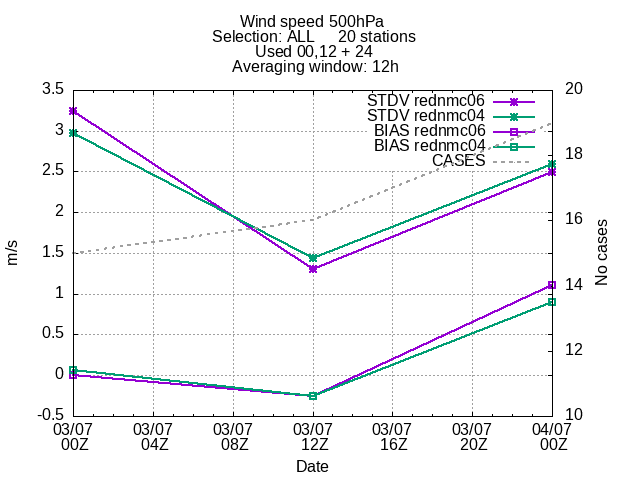 Wind speed 500hPa
Selection: ALL 20 stations
Used 00,12 + 24
Averaging window: 12h
3.5
3
2.5
2
1.5
1
0.5
0
-0.5
m/s
STDV rednmc06
STDV rednmc04
BIAS rednmc06
BIAS rednmc04
CASES
20
18
16
14
12
10
No cases
03/07 03/07 03/07 03/07 03/07 03/07 04/07
00Z 04Z 08Z 12Z 16Z 20Z 00Z
Date